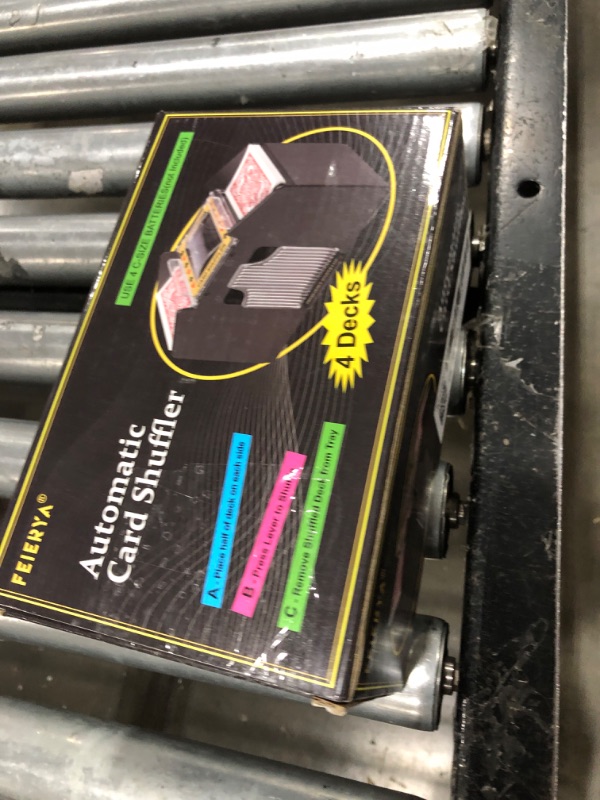 FEIERYA®
Automatic
Card Shuffler
USE 4 C-SIZE BATTERIES(not included)
4 Decks
A - Place half of deck on each side
B - Press Lever to
C - Remove Shuffled Deck from Tray